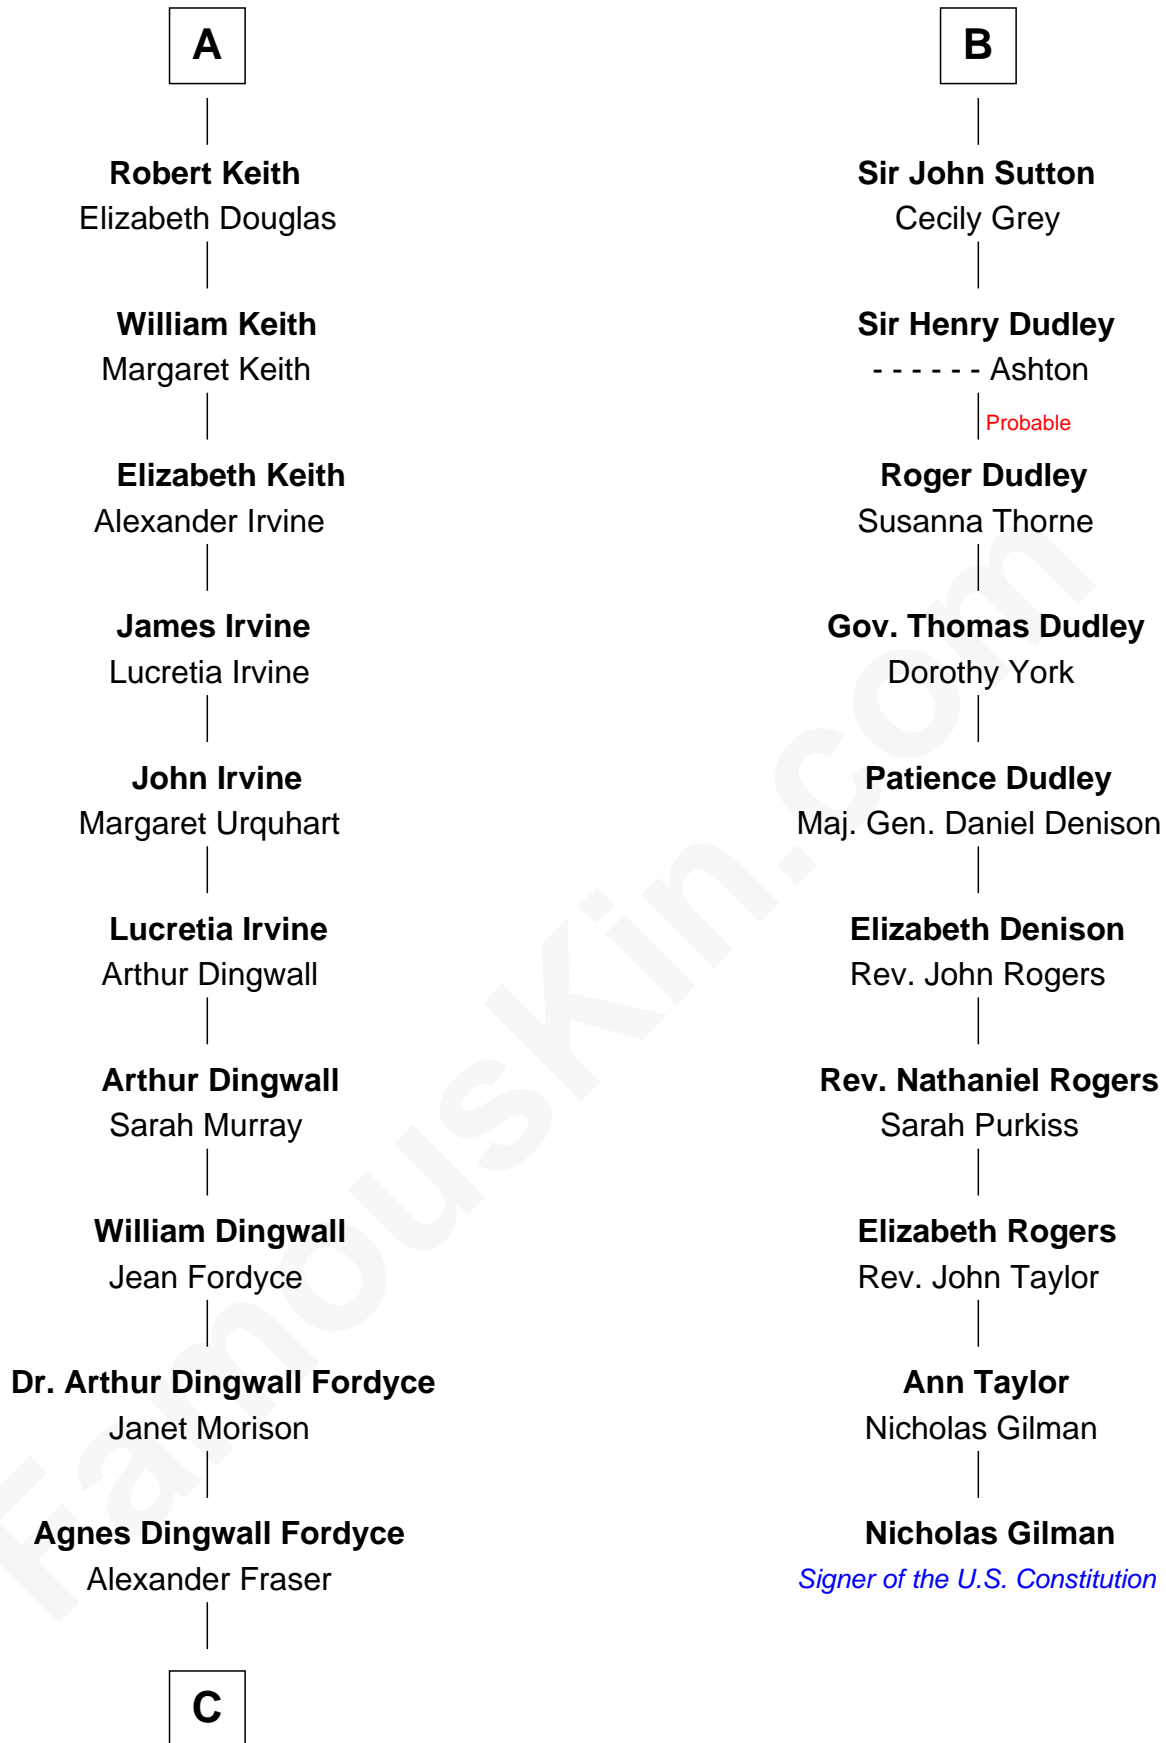 A
Robert Keith
Elizabeth Douglas
William Keith
Margaret Keith
Elizabeth Keith
Alexander Irvine
James Irvine
Lucretia Irvine
John Irvine
Margaret Urquhart
Lucretia Irvine
Arthur Dingwall
Arthur Dingwall
Sarah Murray
William Dingwall
Jean Fordyce
Dr. Arthur Dingwall Fordyce
Janet Morison
Agnes Dingwall Fordyce
Alexander Fraser
C
B
Sir John Sutton
Cecily Grey
Sir Henry Dudley
- - - - - - Ashton
Probable
Roger Dudley
Susanna Thorne
Gov. Thomas Dudley
Dorothy York
Patience Dudley
Maj. Gen. Daniel Denison
Elizabeth Denison
Rev. John Rogers
Rev. Nathaniel Rogers
Sarah Purkiss
Elizabeth Rogers
Rev. John Taylor
Ann Taylor
Nicholas Gilman
Nicholas Gilman
Signer of the U.S. Constitution
FamousKin.com